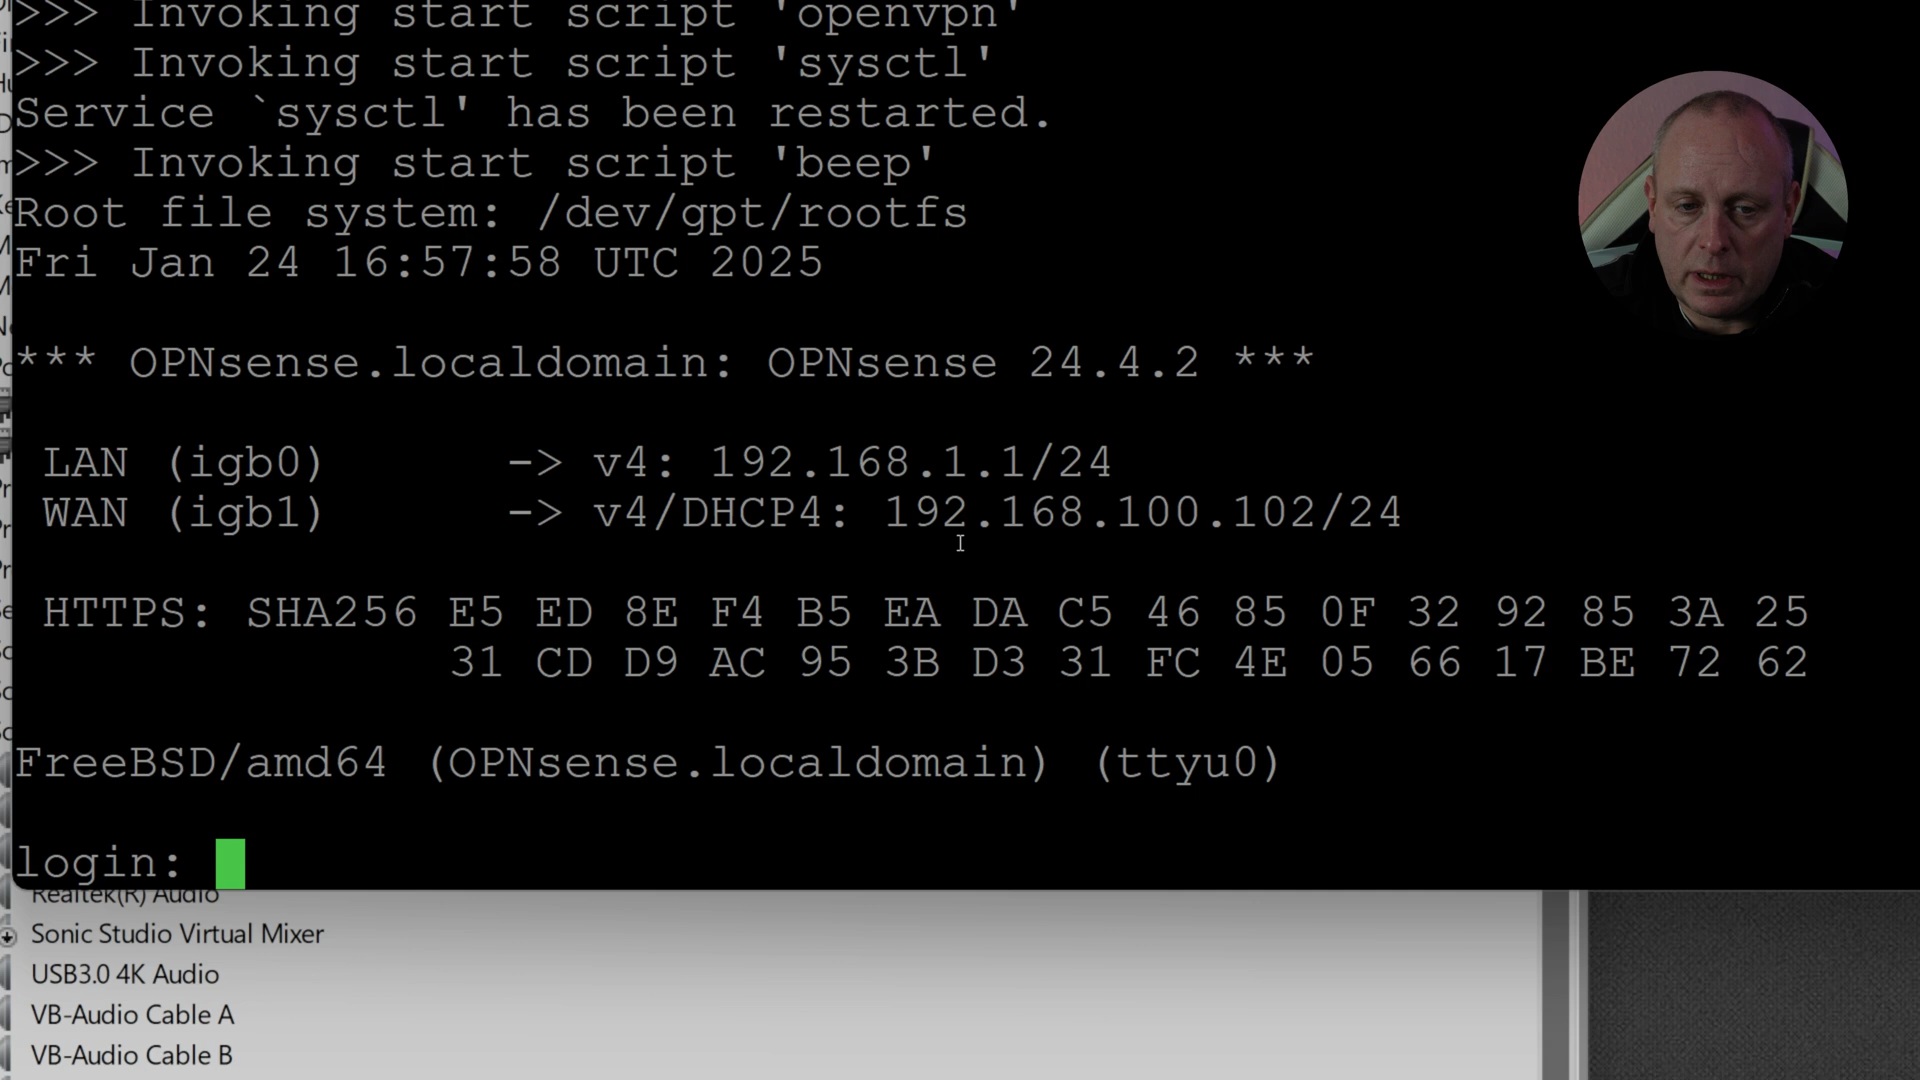 >>> Invoking start script 'openvpn'
>>> Invoking start script 'sysctl'
Service `sysctl' has been restarted.
>>> Invoking start script 'beep'
Root file system: /dev/gpt/rootfs
Fri Jan 24 16:57:58 UTC 2025
*** OPNsense.localdomain: OPNsense 24.4.2 ***
LAN (igb0) -> v4: 192.168.1.1/24
WAN (igb1) -> v4/DHCP4: 192.168.100.102/24
HTTPS: SHA256 E5 ED 8E F4 B5 EA DA C5 46 85 0F 32 92 85 3A 25
31 CD D9 AC 95 3B D3 31 FC 4E 05 66 17 BE 72 62
FreeBSD/amd64 (OPNsense.localdomain) (ttyu0)
login:
Realtek(R) Audio
Sonic Studio Virtual Mixer
USB3.0 4K Audio
VB-Audio Cable A
VB-Audio Cable B